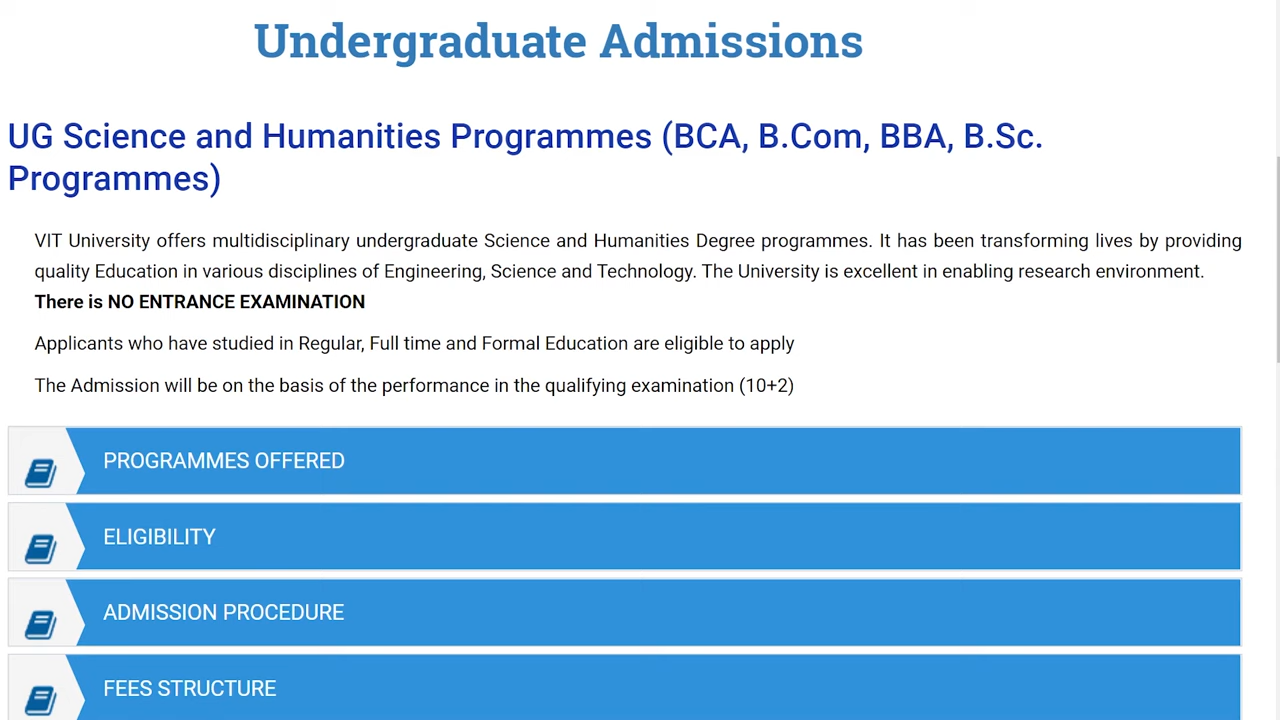 Undergraduate Admissions
UG Science and Humanities Programmes (BCA, B.Com, BBA, B.Sc.
Programmes)
VIT University offers multidisciplinary undergraduate Science and Humanities Degree programmes. It has been transforming lives by providing
quality Education in various disciplines of Engineering, Science and Technology. The University is excellent in enabling research environment.
There is NO ENTRANCE EXAMINATION
Applicants who have studied in Regular, Full time and Formal Education are eligible to apply
The Admission will be on the basis of the performance in the qualifying examination (10+2)
PROGRAMMES OFFERED
ELIGIBILITY
ADMISSION PROCEDURE
FEES STRUCTURE